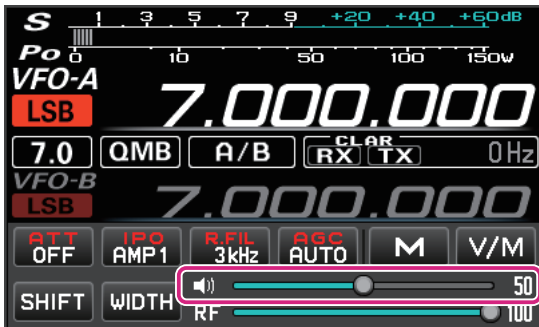 S 1 . 3 . 5 . 7 . 9 +20 +40 +60dB
Po 0 10 50 100 150W
VFO-A
LSB 7.000.000
7.0 QMB A/B CLAR RX TX 0Hz
VFO-B
LSB 7.000.000
ATT IPO R.FIL AGC
OFF AMP1 3kHz AUTO M V/M
50
SHIFT WIDTH
RF 100